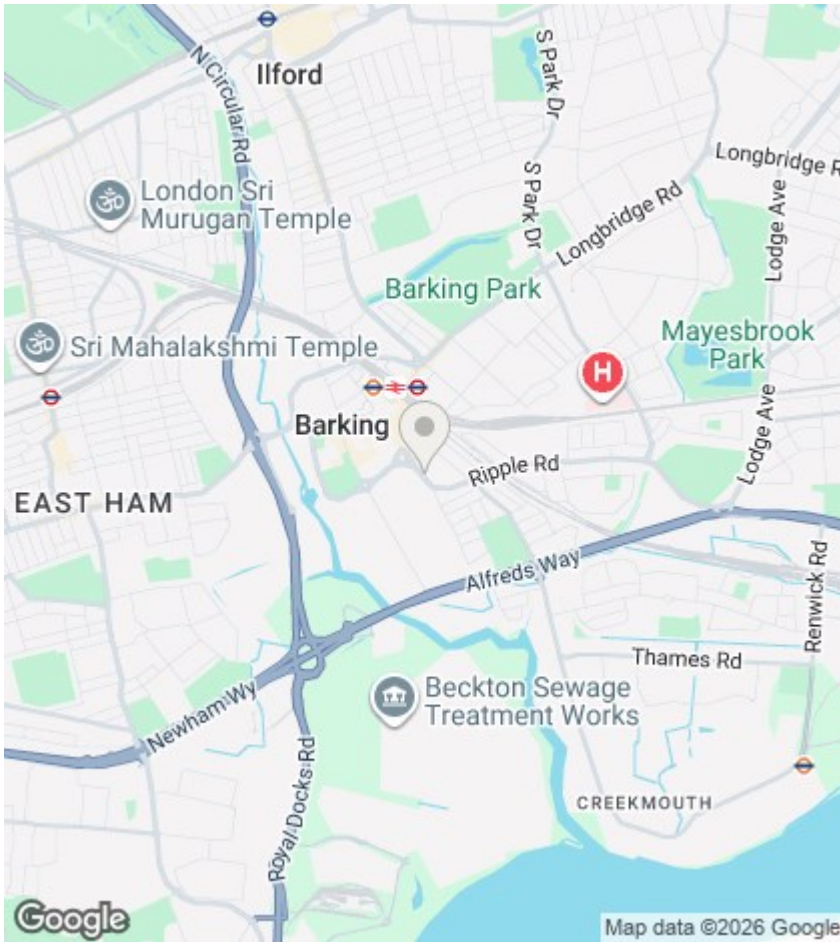 Ilford
N Circular Rd
S Park Dr
S Park Dr
Longbridge Rd
Longbridge R
Lodge Ave
London Sri
Murugan Temple
Barking Park
Sri Mahalakshmi Temple
Mayesbrook
Park
H
Barking
Lodge Ave
Ripple Rd
EAST HAM
Alfreds Way
Renwick Rd
Thames Rd
Beckton Sewage
Treatment Works
Newham Wy
Royal Docks Rd
CREEKMOUTH
Google
Map data ©2026 Google